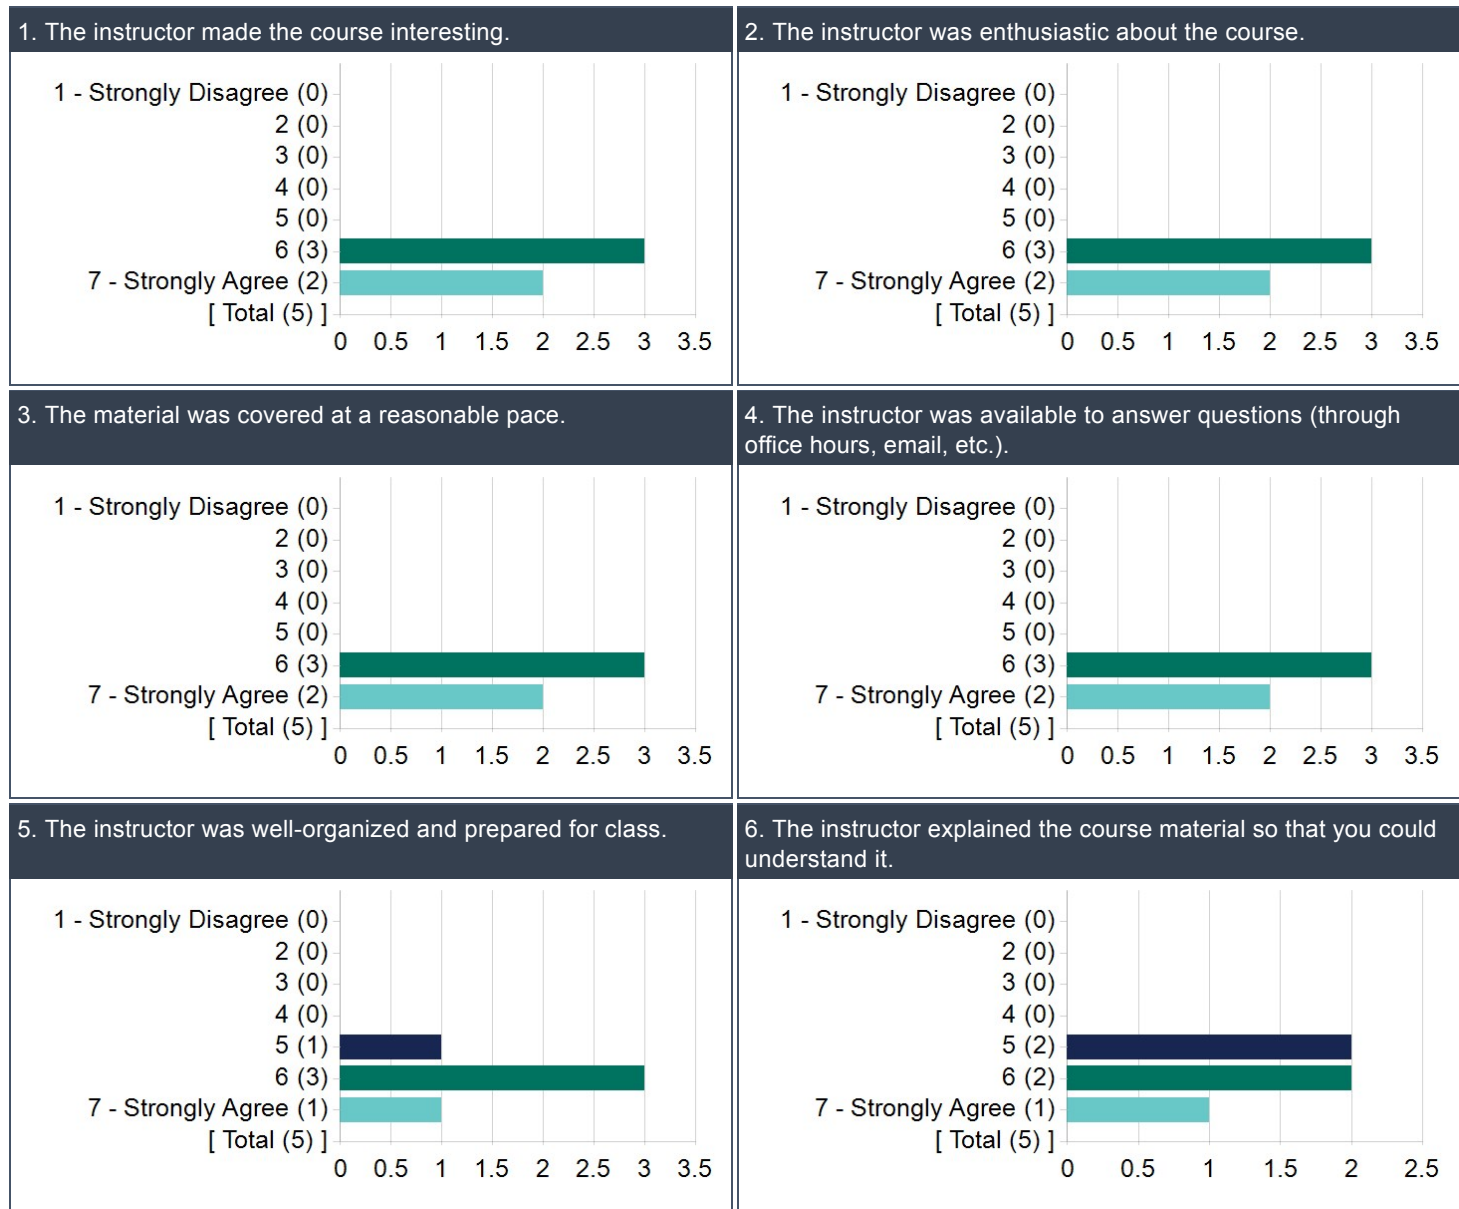 1. The instructor made the course interesting.
1 - Strongly Disagree (0)
2 (0)
3 (0)
4 (0)
5 (0)
6 (3)
7 - Strongly Agree (2)
[ Total (5) ]
0 0.5 1 1.5 2 2.5 3 3.5
2. The instructor was enthusiastic about the course.
1 - Strongly Disagree (0)
2 (0)
3 (0)
4 (0)
5 (0)
6 (3)
7 - Strongly Agree (2)
[ Total (5) ]
0 0.5 1 1.5 2 2.5 3 3.5
3. The material was covered at a reasonable pace.
1 - Strongly Disagree (0)
2 (0)
3 (0)
4 (0)
5 (0)
6 (3)
7 - Strongly Agree (2)
[ Total (5) ]
0 0.5 1 1.5 2 2.5 3 3.5
4. The instructor was available to answer questions (through
office hours, email, etc.).
1 - Strongly Disagree (0)
2 (0)
3 (0)
4 (0)
5 (0)
6 (3)
7 - Strongly Agree (2)
[ Total (5) ]
0 0.5 1 1.5 2 2.5 3 3.5
5. The instructor was well-organized and prepared for class.
1 - Strongly Disagree (0)
2 (0)
3 (0)
4 (0)
5 (1)
6 (3)
7 - Strongly Agree (1)
[ Total (5) ]
0 0.5 1 1.5 2 2.5 3 3.5
6. The instructor explained the course material so that you could
understand it.
1 - Strongly Disagree (0)
2 (0)
3 (0)
4 (0)
5 (2)
6 (2)
7 - Strongly Agree (1)
[ Total (5) ]
0 0.5 1 1.5 2 2.5